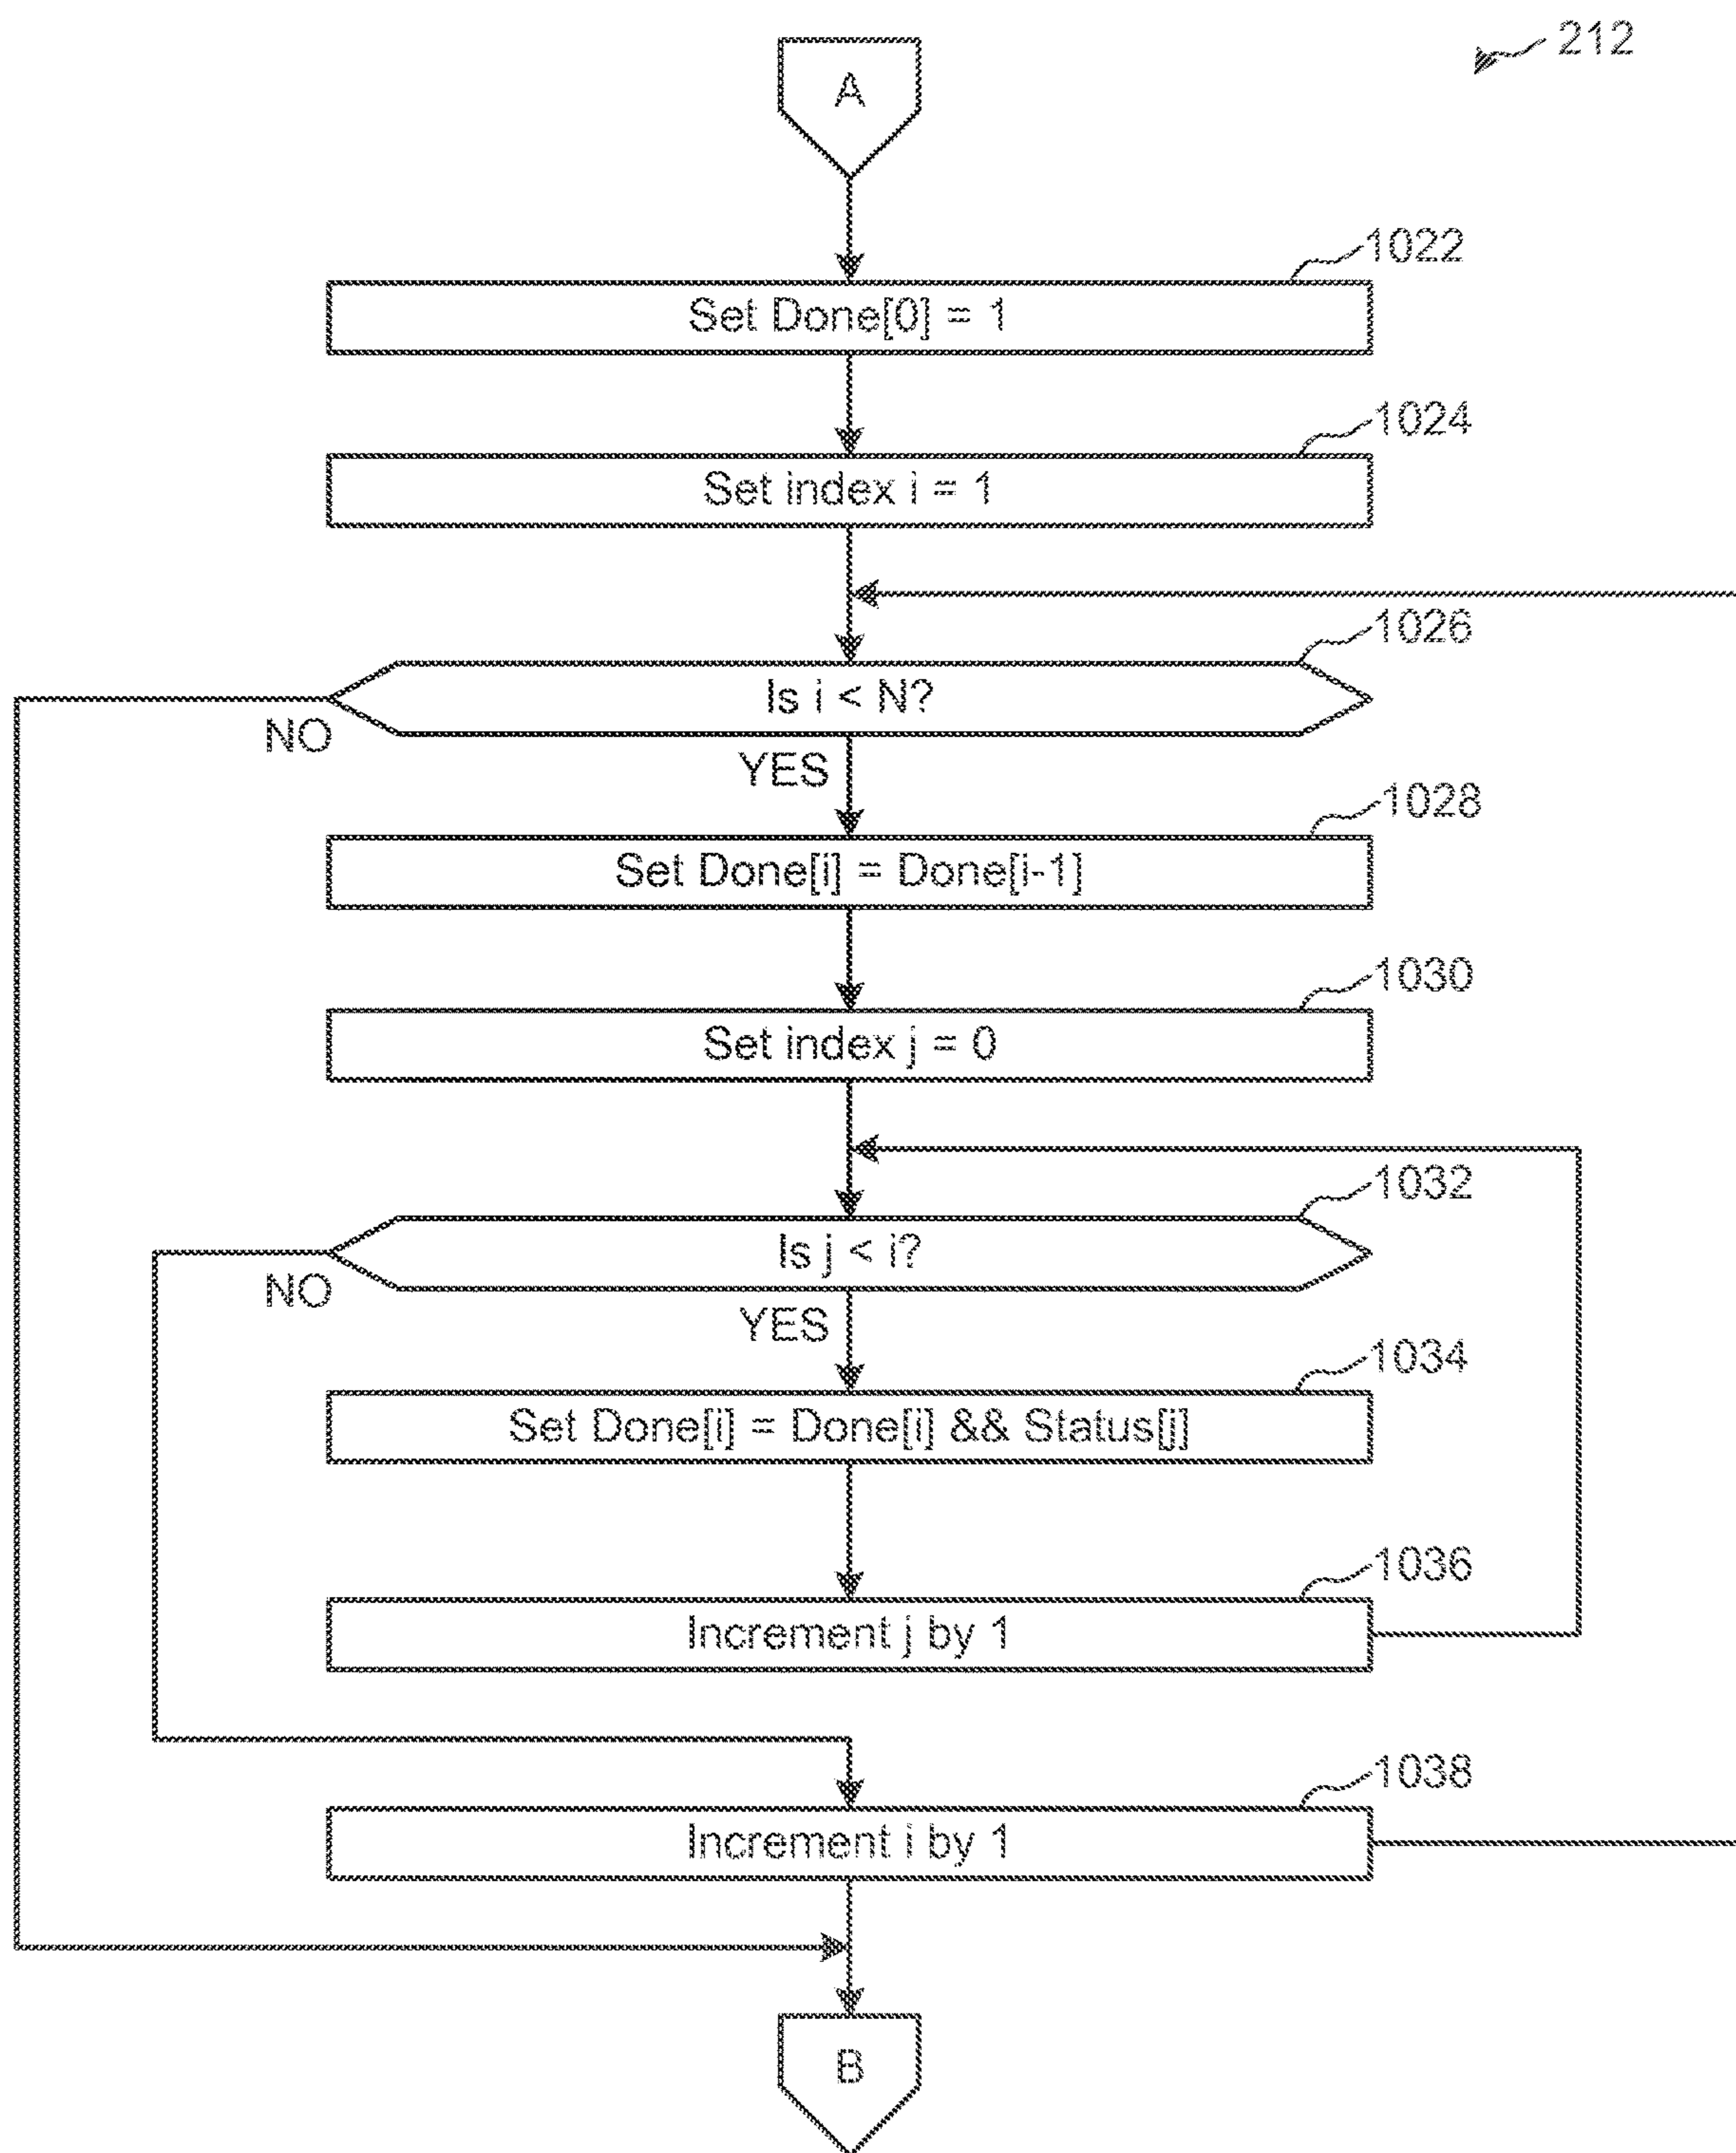 212
A
1022
Set Done[0] = 1
1024
Set index i = 1
1026
Is i < N?
NO
YES
1028
Set Done[i] = Done[i-1]
1030
Set index j = 0
1032
Is j < i?
NO
YES
1034
Set Done[i] = Done[i] && Status[j]
1036
Increment j by 1
1038
Increment i by 1
B